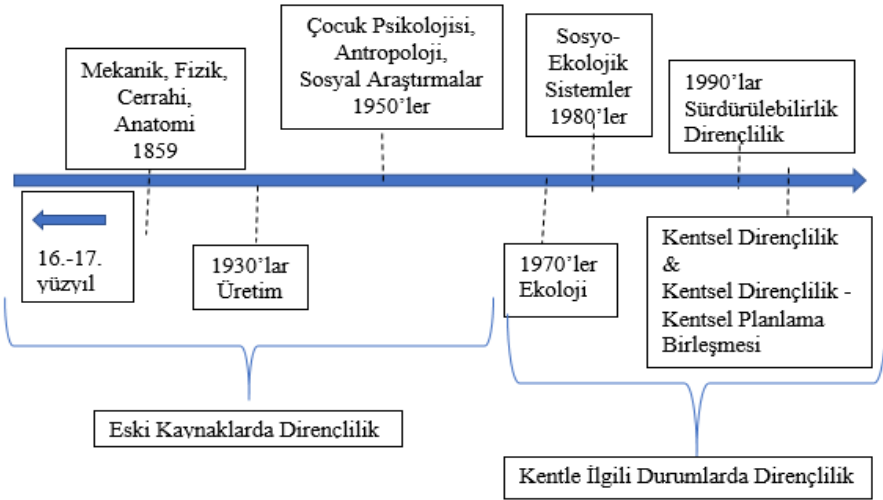 Mekanik, Fizik,
Cerrahi,
Anatomi
1859
Çocuk Psikolojisi,
Antropoloji,
Sosyal Araştırmalar
1950’ler
Sosyo-
Ekolojik
Sistemler
1980’ler
1990’lar
Sürdürülebilirlik
Dirençlilik
16.-17.
yüzyıl
1930’lar
Üretim
1970’ler
Ekoloji
Kentsel Dirençlilik
&
Kentsel Dirençlilik -
Kentsel Planlama
Birleşmesi
Eski Kaynaklarda Dirençlilik
Kentle İlgili Durumlarda Dirençlilik